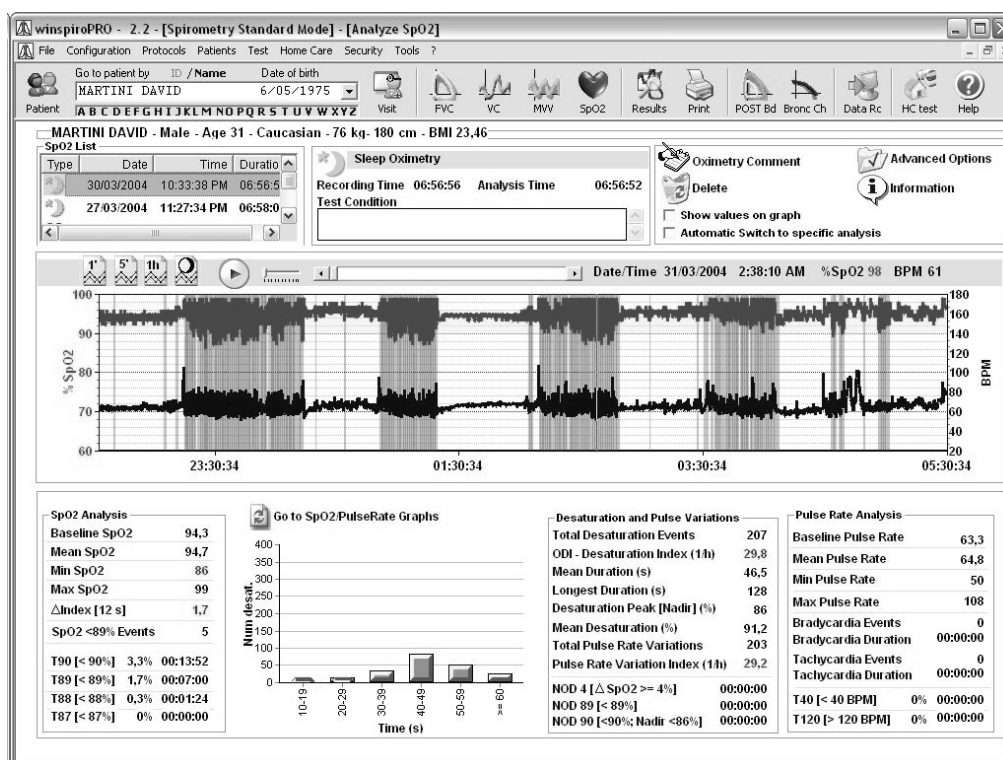 winspiroPRO - 2.2 - [Spirometry Standard Mode] - [Analyze SpO2]
File Configuration Protocols Patients Test Home Care Security Tools ?
Go to patient by ID / Name Date of birth
MARTINI DAVID 6/05/1975
A B C D E F G H I J K L M N O P Q R S T U V W X Y Z
Patient Visit FVC VC MVV SpO2 Results Print POST Bd Bronc Ch Data Rc HC test Help
MARTINI DAVID - Male - Age 31 - Caucasian - 76 kg- 180 cm - BMI 23,46
SpO2 List
Type Date Time Duratio
30/03/2004 10:33:38 PM 06:56:5
27/03/2004 11:27:34 PM 06:58:0
Sleep Oximetry
Recording Time 06:56:56 Analysis Time 06:56:52
Test Condition
Oximetry Comment
Advanced Options
Delete
Information
Show values on graph
Automatic Switch to specific analysis
1' 5' 1h
Date/Time 31/03/2004 2:38:10 AM %SpO2 98 BPM 61
% SpO2
100
90
80
70
60
180
160
140
120
100
80
60
40
20
BPM
23:30:34 01:30:34 03:30:34 05:30:34
SpO2 Analysis
Baseline SpO2 94,3
Mean SpO2 94,7
Min SpO2 86
Max SpO2 99
△Index [12 s] 1,7
SpO2 <89% Events 5
T90 [< 90%] 3,3% 00:13:52
T89 [< 89%] 1,7% 00:07:00
T88 [< 88%] 0,3% 00:01:24
T87 [< 87%] 0% 00:00:00
Go to SpO2/PulseRate Graphs
Num desat.
400
350
300
250
200
150
100
50
0
10-19 20-29 30-39 40-49 50-59
Time (s)
Desaturation and Pulse Variations
Total Desaturation Events 207
ODI - Desaturation Index (1/h) 29,8
Mean Duration (s) 46,5
Longest Duration (s) 128
Desaturation Peak [Nadir] (%) 86
Mean Desaturation (%) 91,2
Total Pulse Rate Variations 203
Pulse Rate Variation Index (1/h) 29,2
NOD 4 [△ SpO2 >= 4%] 00:00:00
NOD 89 [< 89%] 00:00:00
NOD 90 [<90%; Nadir <86%] 00:00:00
Pulse Rate Analysis
Baseline Pulse Rate 63,3
Mean Pulse Rate 64,8
Min Pulse Rate 50
Max Pulse Rate 108
Bradycardia Events 0
Bradycardia Duration 00:00:00
Tachycardia Events 0
Tachycardia Duration 00:00:00
T40 [< 40 BPM] 0% 00:00:00
T120 [> 120 BPM] 0% 00:00:00